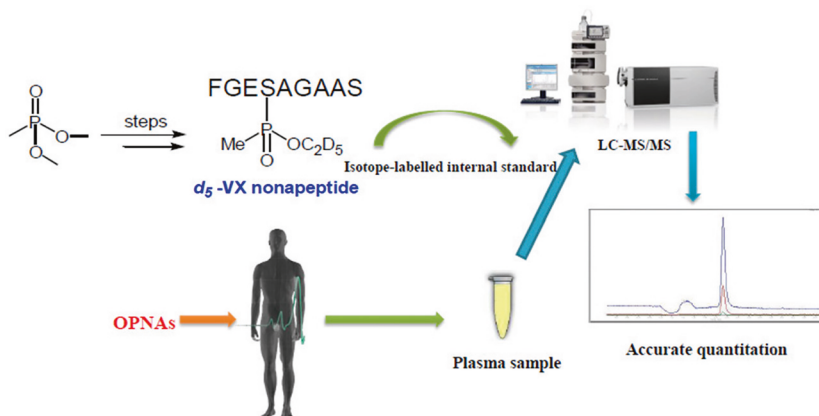 FGESAGAAS
O
P
O
O
steps
Me
P
OC2D5
O
d5 -VX nonapeptide
Isotope-labelled internal standard
LC-MS/MS
OPNAs
Plasma sample
Accurate quantitation